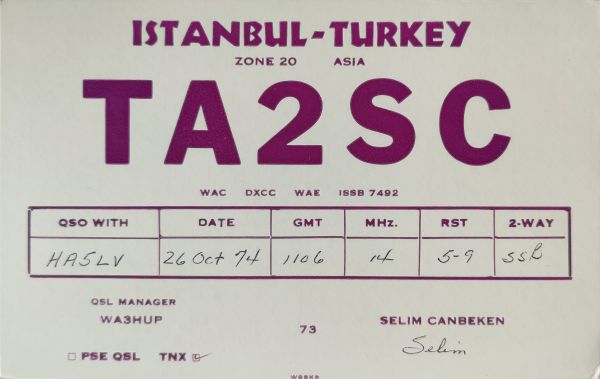 ISTANBUL-TURKEY
ZONE 20 ASIA
TA2SC
WAC DXCC WAE ISSB 7492
QSO WITH DATE GMT MHz. RST 2-WAY
HA5LV 26 Oct 74 1106 14 5-9 SSB
QSL MANAGER
WA3HUP
73
SELIM CANBEKEN
Selim
PSE QSL TNX